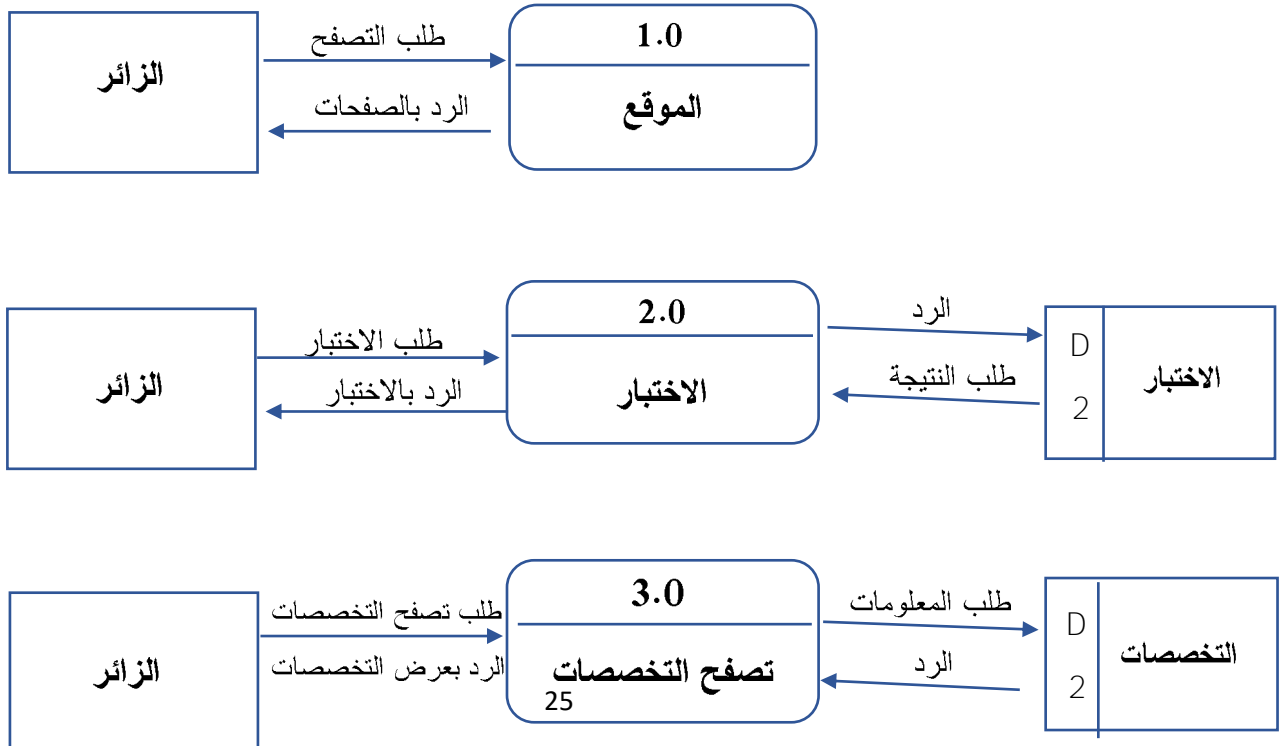 الزائر
طلب التصفح
الرد بالصفحات
1.0
الموقع
الزائر
طلب الاختبار
الرد بالاختبار
2.0
الاختبار
الرد
طلب النتيجة
D
2
الاختبار
الزائر
طلب تصفح التخصصات
الرد بعرض التخصصات
3.0
تصفح التخصصات
25
طلب المعلومات
الرد
D
2
التخصصات